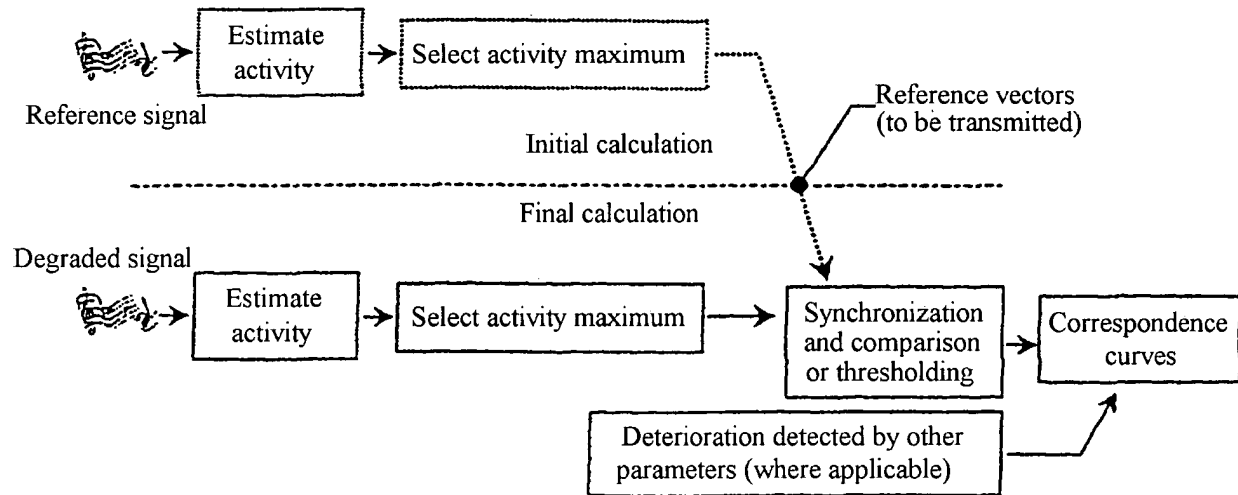 Estimate
activity
Select activity maximum
Reference signal
Reference vectors
(to be transmitted)
Initial calculation
Final calculation
Degraded signal
Estimate
activity
Select activity maximum
Synchronization
and comparison
or thresholding
Correspondence
curves
Deterioration detected by other
parameters (where applicable)